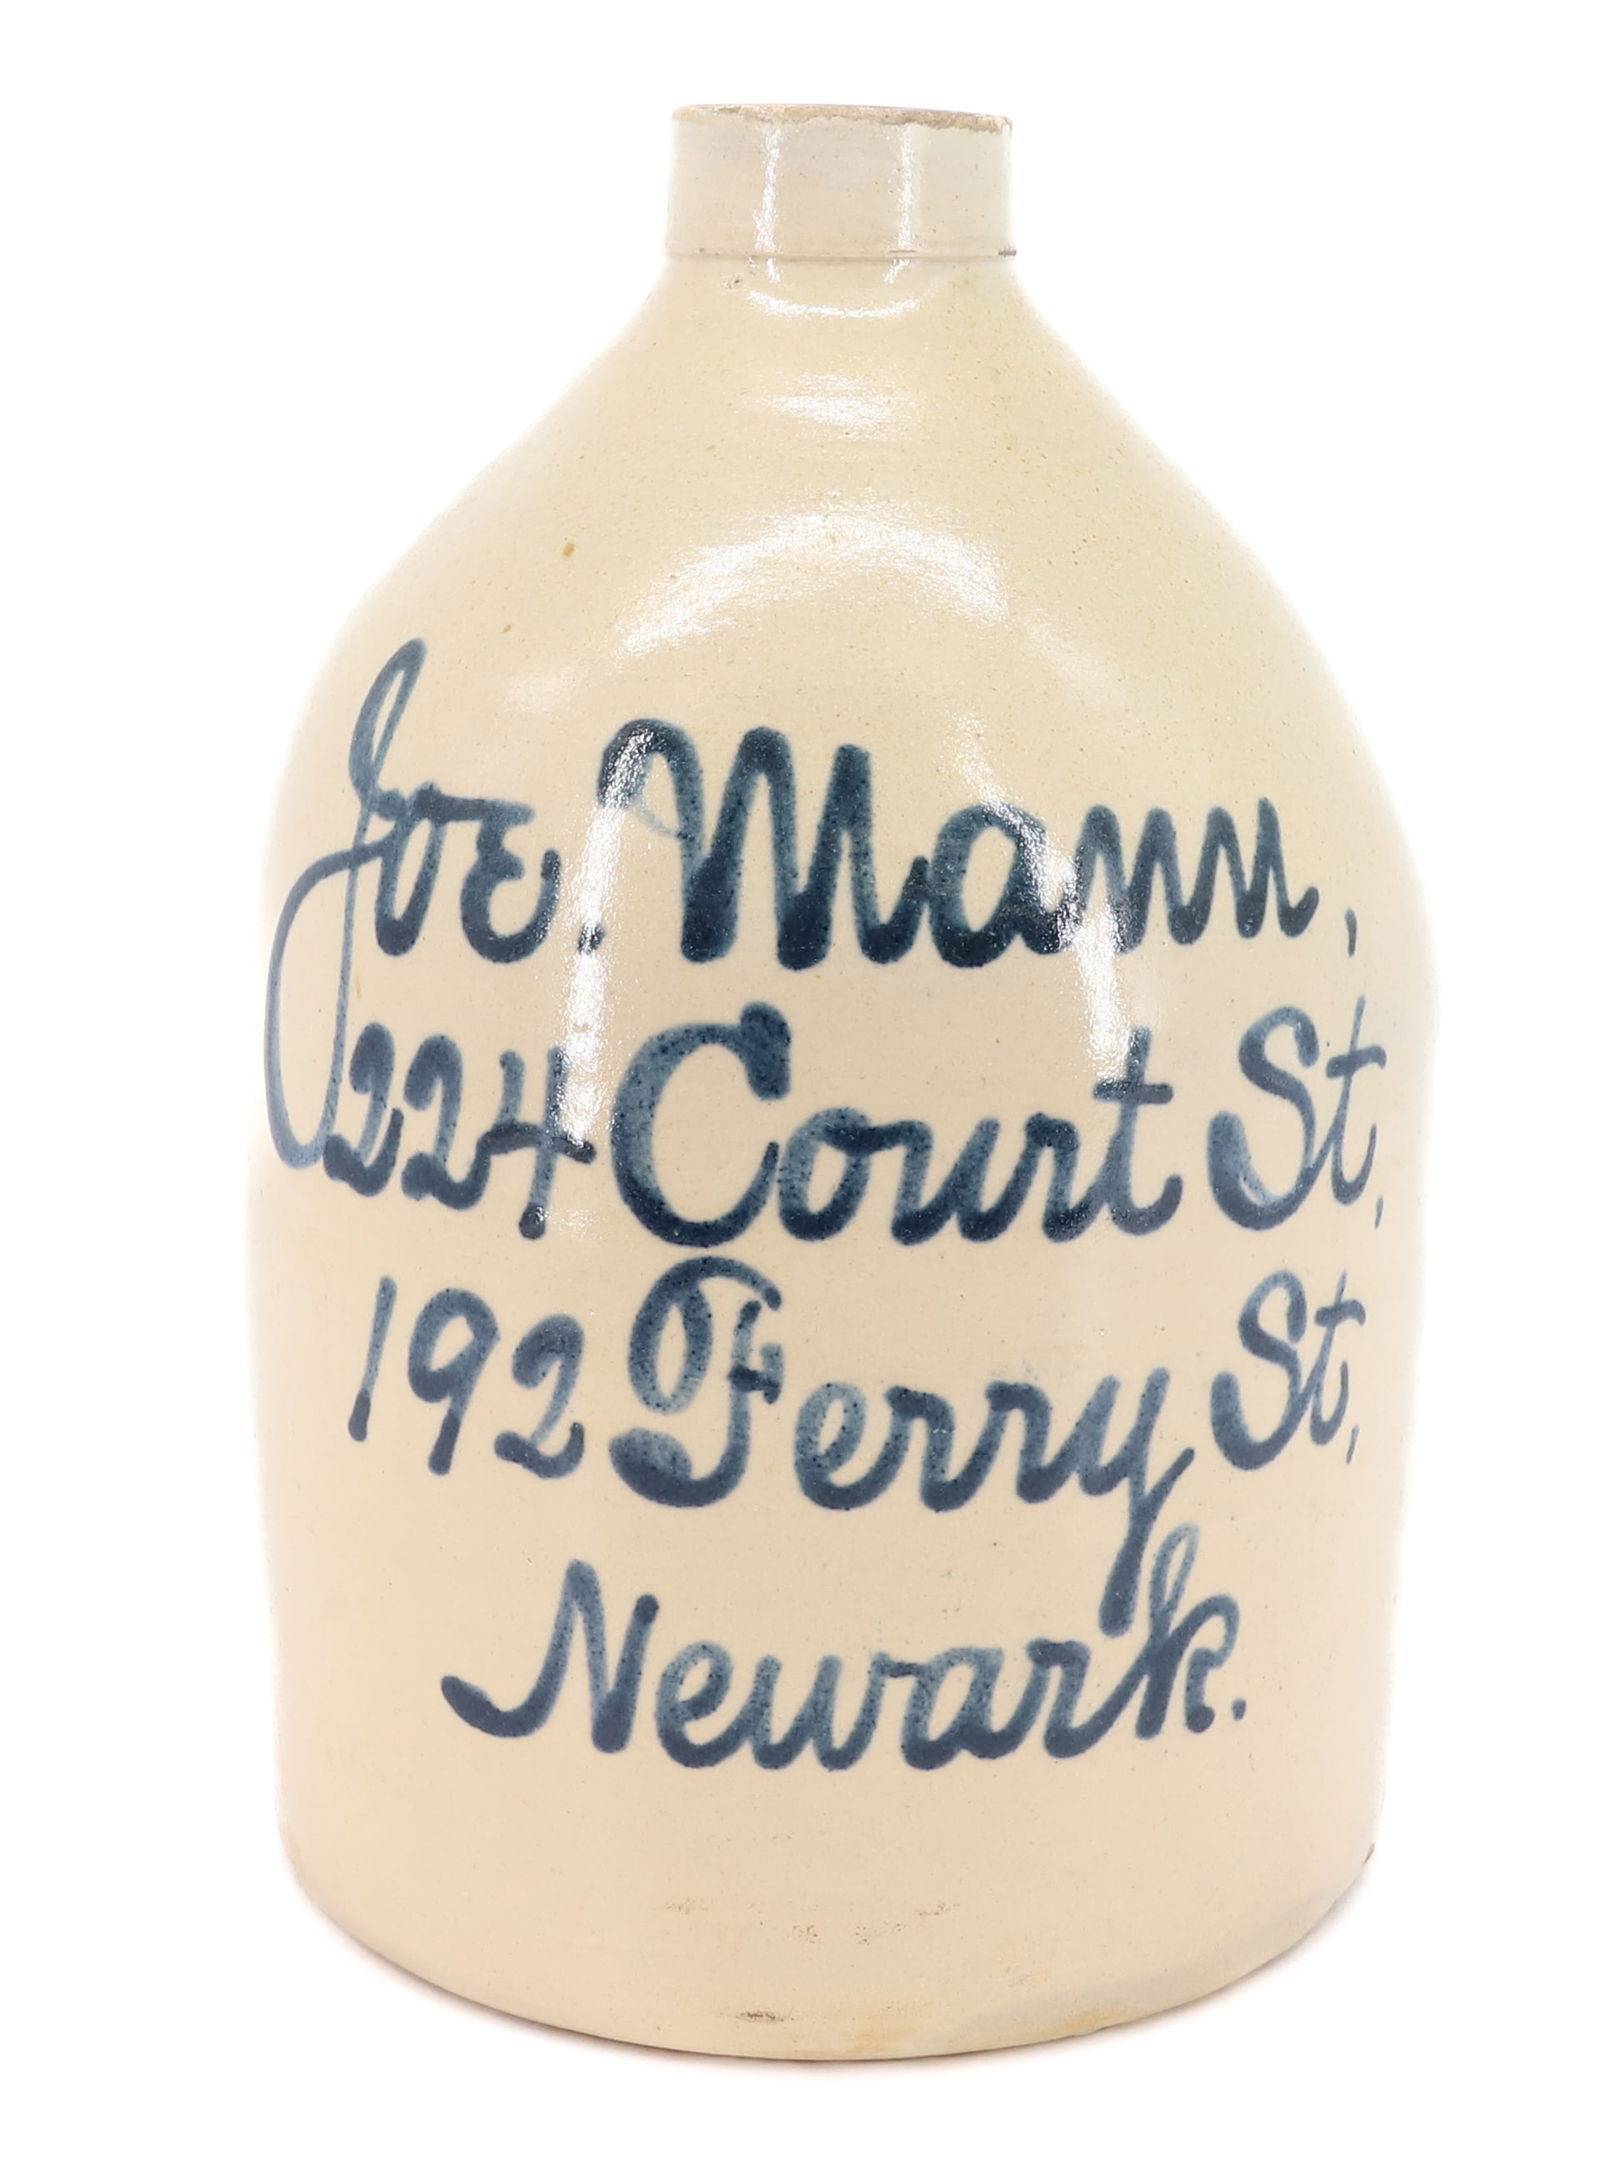 Joe. Mann,
224 Court St,
192 Ferry St,
Newark.